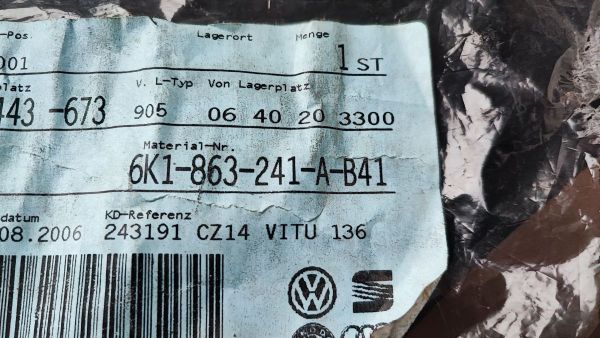 -Pos. Lagerort Menge
001 1 ST
platz V. L-Typ Von Lagerplatz
443 -673 905 06 40 20 3300
Material-Nr.
6K1-863-241-A-B41
datum KD-Referenz
08.2006 243191 CZ14 VITU 136